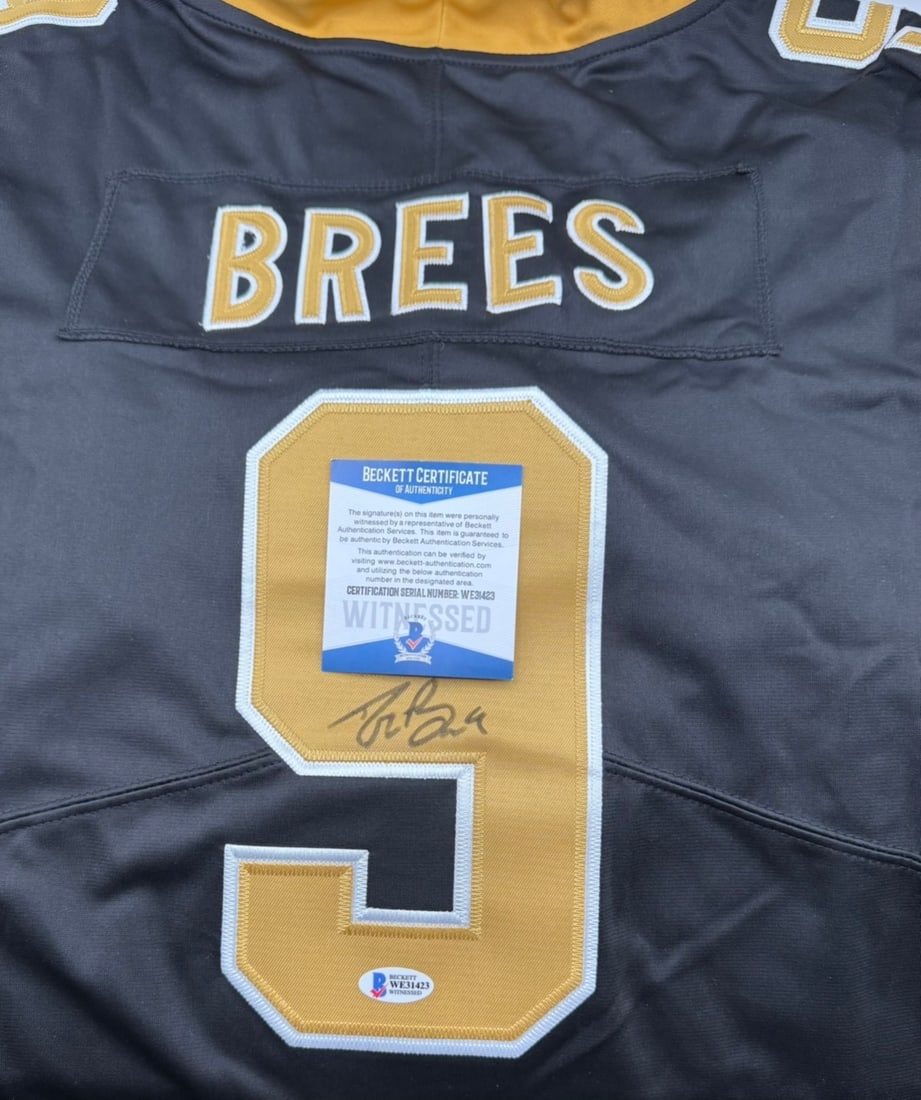 BREES
9
BECKETT CERTIFICATE
OF AUTHENTICITY
The signature(s) on this item were personally
witnessed by a representative of Beckett
Authentication Services. This item is guaranteed to
be authentic by Beckett Authentication Services.
This authentication can be verified by
visiting www.beckett-authentication.com
and utilizing the below authentication
number in the designated area.
CERTIFICATION SERIAL NUMBER: WE31423
WITNESSED
BECKETT
B
BECKETT
B WE31423
WITNESSED